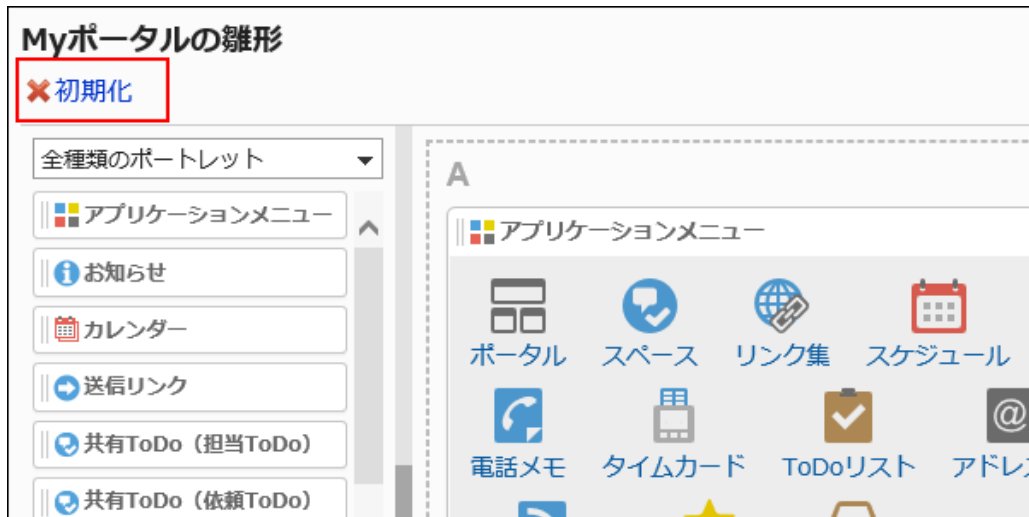 Myポータルの雛形
初期化
全種類のポートレット
アプリケーションメニュー
お知らせ
カレンダー
送信リンク
共有ToDo（担当ToDo）
共有ToDo（依頼ToDo）
A
アプリケーションメニュー
ポータル スペース リンク集 スケジュール
電話メモ タイムカード ToDoリスト アドレ